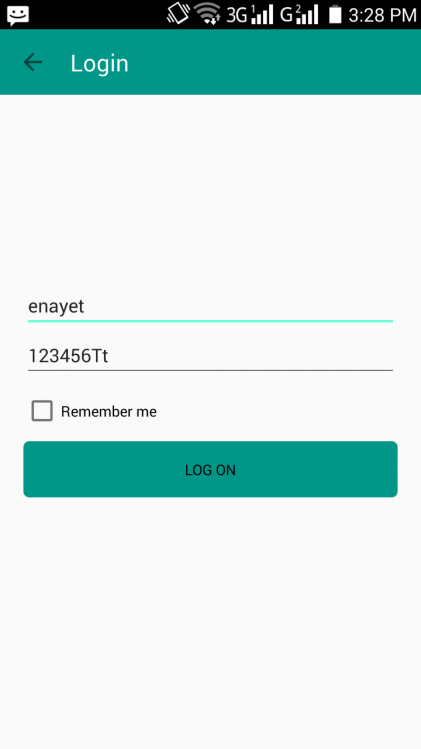 3G 1 G 2 3:28 PM
Login
enayet
123456Tt
Remember me
LOG ON